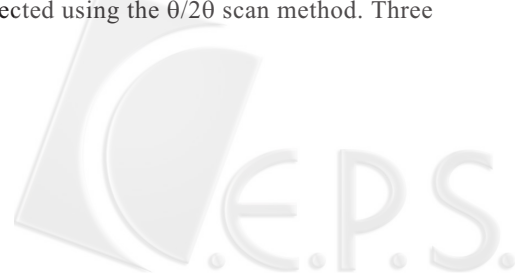 ected using the θ/2θ scan method. Three
C.E.P.S.